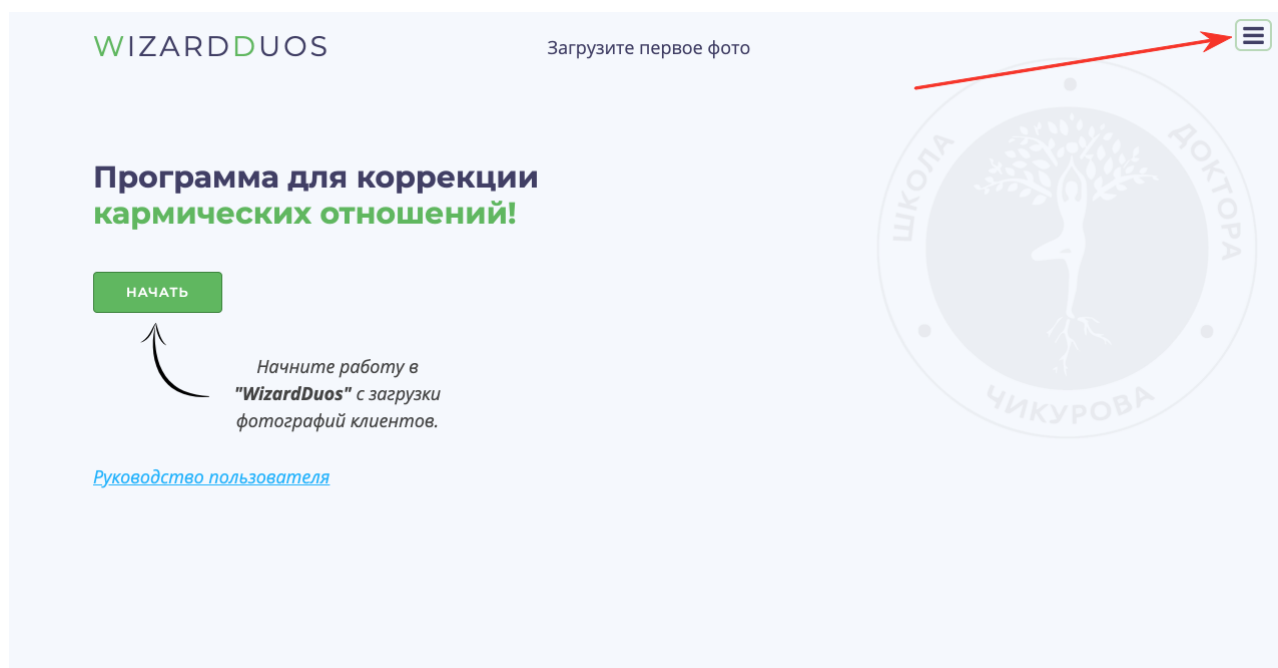 WIZARDDUOS
Загрузите первое фото
Программа для коррекции
кармических отношений!
НАЧАТЬ
Начните работу в
"WizardDuos" с загрузки
фотографий клиентов.
Руководство пользователя
ШКОЛА
ДОКТОРА
ЧИКУРОВА